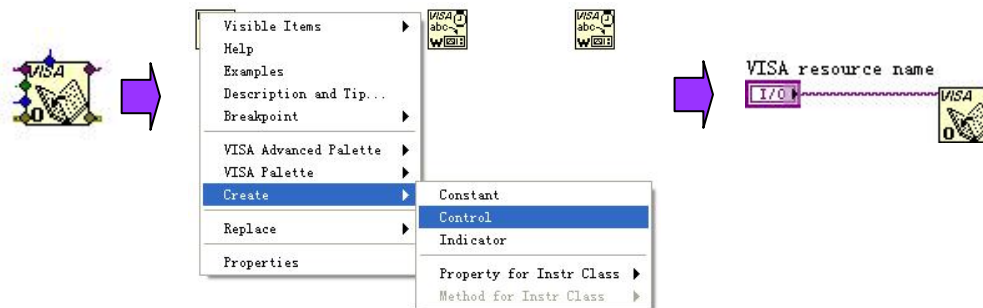 VISA
0
Visible Items
Help
Examples
Description and Tip...
Breakpoint
VISA Advanced Palette
VISA Palette
Create
Replace
Properties
Constant
Control
Indicator
Property for Instr Class
Method for Instr Class
VISA
abc
W
VISA
abc
W
VISA resource name
I/O
VISA
0